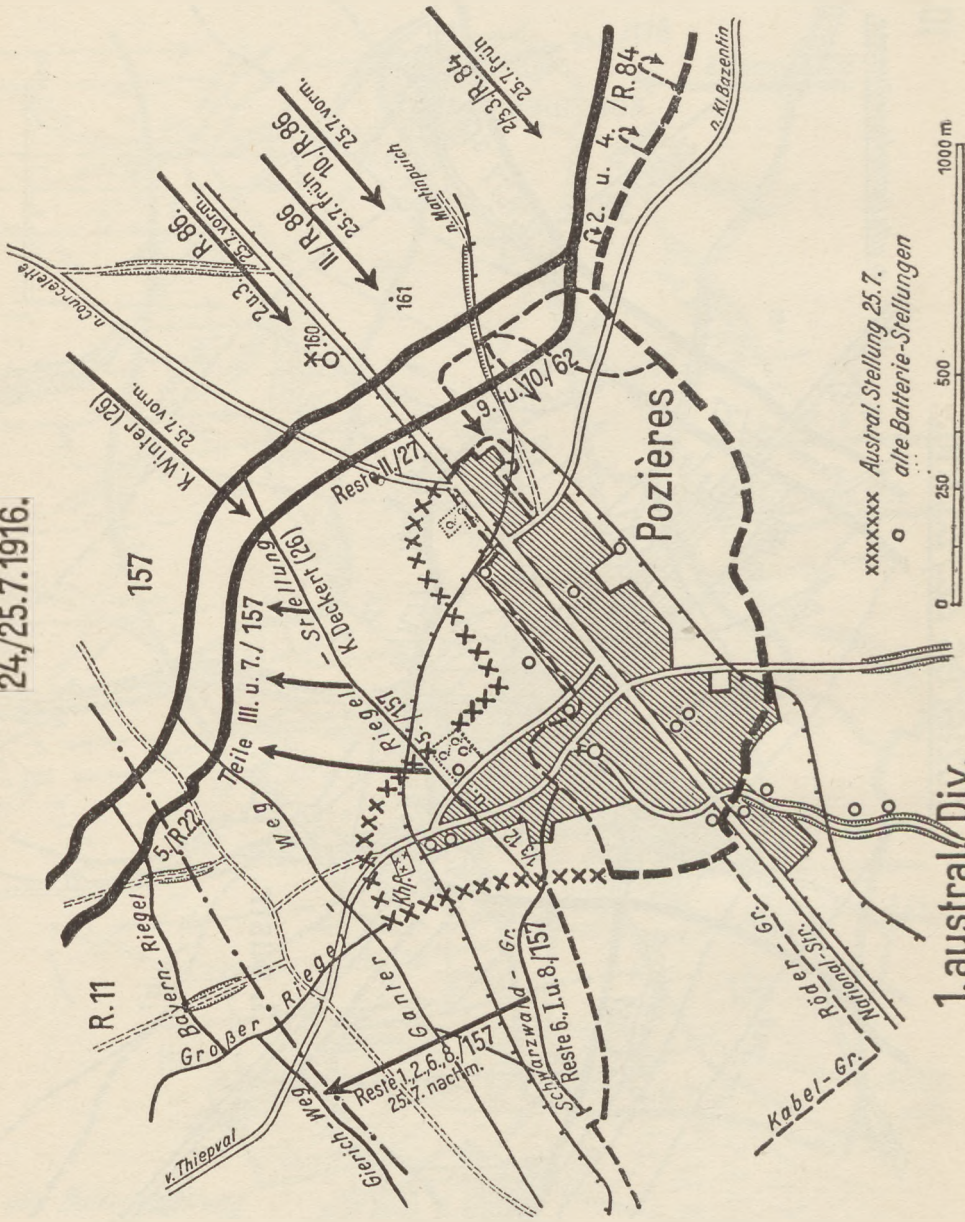 24./25.7.1916.
157
R.11
K. Winter (26)
25.7. vorm.
n. Courcelette
2.u.3.
R.86.
25.7. vorm.
II./R.86
25.7. früh
10./R.86
25.7. vorm.
2/3 3./R.84
25.7. früh
160
161
n. Martinpuich
5./R.22
Bayern-Riegel
Teile III. u. 7./157
Riegel - Stellung
K. Deckert (26)
Reste II./27
9. u. 10/62
2. u. 4. /R.84
n. Kl. Bazentin
Weg
Ganter
Großer Riegel
v. Thiepval
Gierich-Weg
Reste 1.,2.,6.,8./157
25.7. nachm.
Khf.
u. 5./157
Schwarzwald-Gr.
Reste 6., I. u. 8./157
Pozières
Röder-Gr.
National-Str.
Kabel-Gr.
1.austral. Div.
xxxxxxx Austral. Stellung 25.7.
o alte Batterie-Stellungen
0 250 500 1000 m